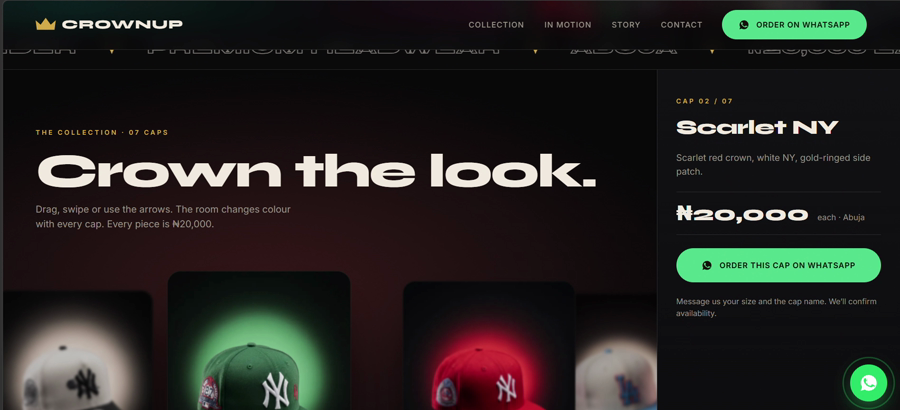 CROWNUP
COLLECTION IN MOTION STORY CONTACT ORDER ON WHATSAPP
PREMIUM HEADWEAR ABUJA
THE COLLECTION · 07 CAPS
Crown the look.
Drag, swipe or use the arrows. The room changes colour
with every cap. Every piece is ₦20,000.
CAP 02 / 07
Scarlet NY
Scarlet red crown, white NY, gold-ringed side
patch.
₦20,000 each · Abuja
ORDER THIS CAP ON WHATSAPP
Message us your size and the cap name. We'll confirm
availability.
NY
NY